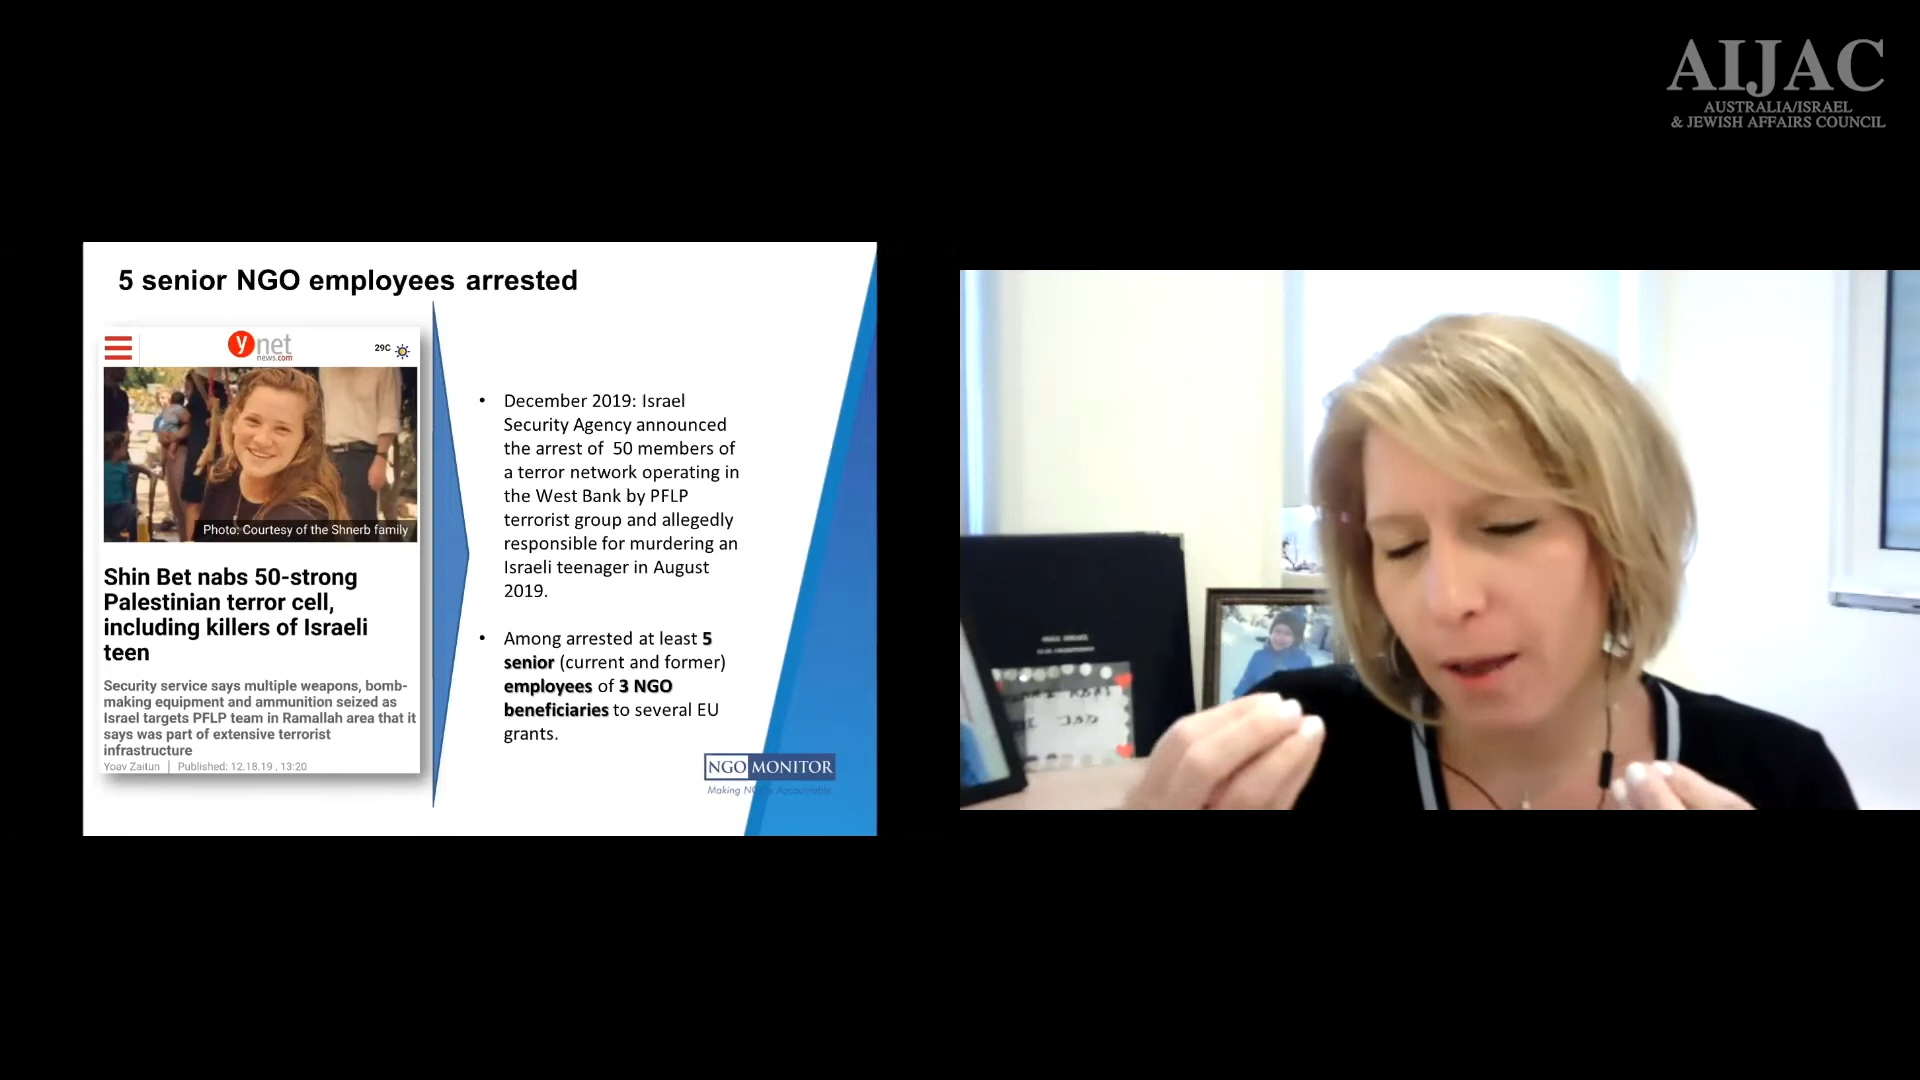 AIJAC
AUSTRALIA/ISRAEL
& JEWISH AFFAIRS COUNCIL
5 senior NGO employees arrested
ynet
news.com
29C
Photo: Courtesy of the Shnerb family
Shin Bet nabs 50-strong
Palestinian terror cell,
including killers of Israeli
teen
Security service says multiple weapons, bomb-
making equipment and ammunition seized as
Israel targets PFLP team in Ramallah area that it
says was part of extensive terrorist
infrastructure
Yoav Zaitun | Published: 12.18.19 , 13:20
• December 2019: Israel
Security Agency announced
the arrest of 50 members of
a terror network operating in
the West Bank by PFLP
terrorist group and allegedly
responsible for murdering an
Israeli teenager in August
2019.
• Among arrested at least 5
senior (current and former)
employees of 3 NGO
beneficiaries to several EU
grants.
NGO MONITOR
Making NGOs Accountable